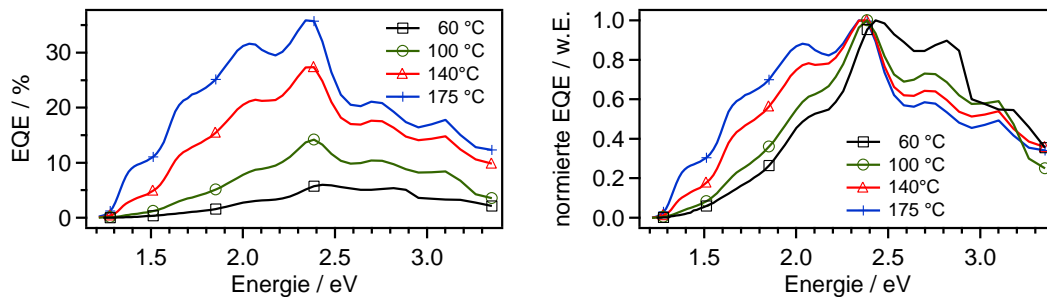 EQE / %
30
20
10
0
60 °C
100 °C
140°C
175 °C
1.5
2.0
2.5
3.0
Energie / eV
normierte EQE / w.E.
1.0
0.8
0.6
0.4
0.2
0.0
60 °C
100 °C
140°C
175 °C
1.5
2.0
2.5
3.0
Energie / eV